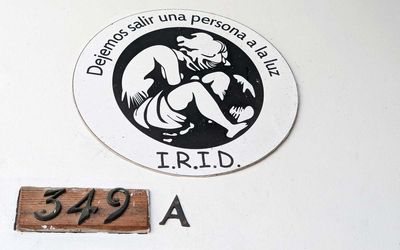 Dejemos salir una persona a la luz
I.R.I.D.
349 A